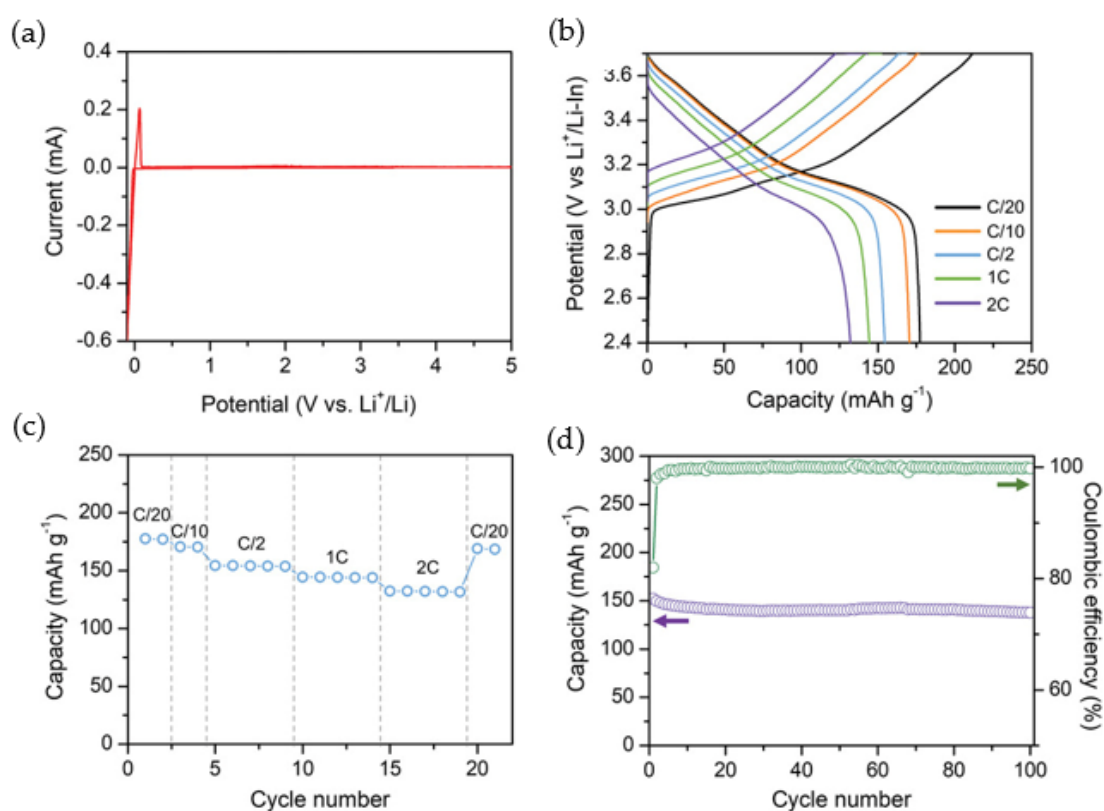 (a)
0.4
0.2
0.0
-0.2
-0.4
-0.6
Current (mA)
0 1 2 3 4 5
Potential (V vs. Li⁺/Li)
(b)
3.6
3.4
3.2
3.0
2.8
2.6
2.4
Potential (V vs Li⁺/Li-In)
C/20
C/10
C/2
1C
2C
0 50 100 150 200 250
Capacity (mAh g⁻¹)
(c)
250
200
150
100
50
0
Capacity (mAh g⁻¹)
C/20
C/10
C/2
1C
2C
C/20
0 5 10 15 20
Cycle number
(d)
300
250
200
150
100
50
0
Capacity (mAh g⁻¹)
100
80
60
Coulombic efficiency (%)
0 20 40 60 80 100
Cycle number